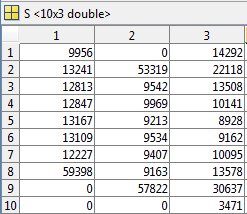 S <10x3 double>
1 2 3
1 9956 0 14292
2 13241 53319 22118
3 12813 9542 13508
4 12847 9969 10141
5 13167 9213 8928
6 13109 9534 9162
7 12227 9407 10095
8 59398 9163 13578
9 0 57822 30637
10 0 0 3471